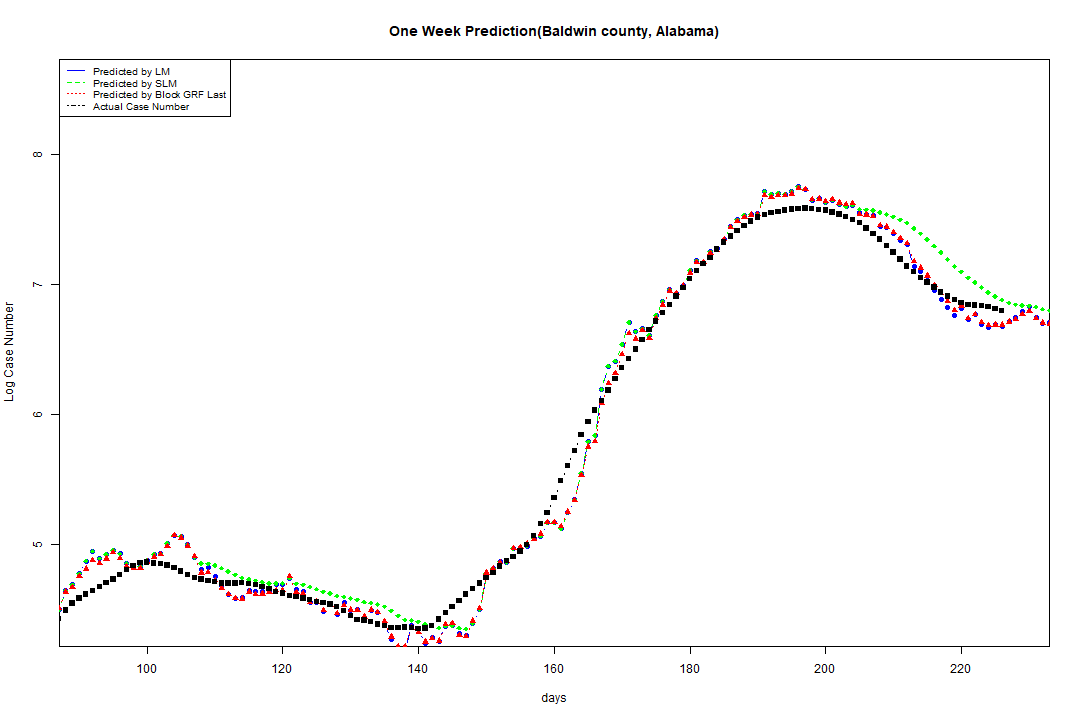 One Week Prediction(Baldwin county, Alabama)
Predicted by LM
Predicted by SLM
Predicted by Block GRF Last
Actual Case Number
8
7
6
5
Log Case Number
100 120 140 160 180 200 220
days